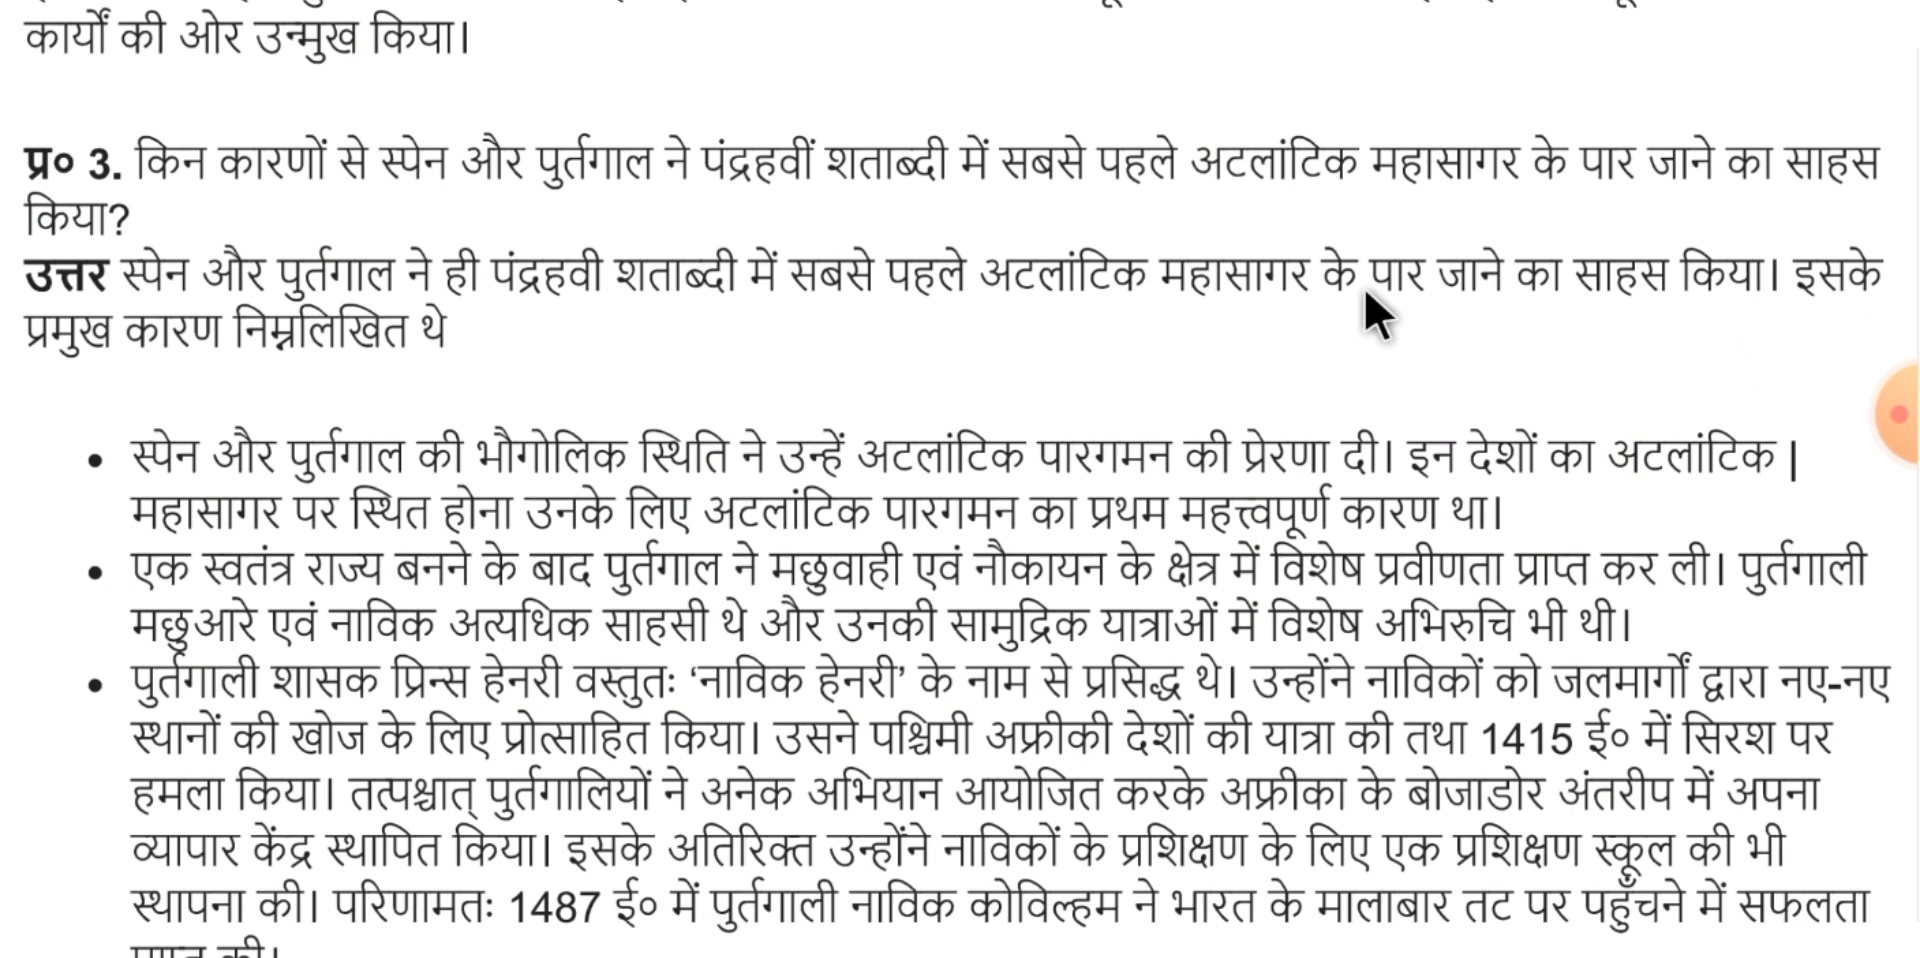 कार्यों की ओर उन्मुख किया।
प्र० 3. किन कारणों से स्पेन और पुर्तगाल ने पंद्रहवीं शताब्दी में सबसे पहले अटलांटिक महासागर के पार जाने का साहस
किया?
उत्तर स्पेन और पुर्तगाल ने ही पंद्रहवी शताब्दी में सबसे पहले अटलांटिक महासागर के पार जाने का साहस किया। इसके
प्रमुख कारण निम्नलिखित थे
• स्पेन और पुर्तगाल की भौगोलिक स्थिति ने उन्हें अटलांटिक पारगमन की प्रेरणा दी। इन देशों का अटलांटिक |
महासागर पर स्थित होना उनके लिए अटलांटिक पारगमन का प्रथम महत्त्वपूर्ण कारण था।
• एक स्वतंत्र राज्य बनने के बाद पुर्तगाल ने मछुवाही एवं नौकायन के क्षेत्र में विशेष प्रवीणता प्राप्त कर ली। पुर्तगाली
मछुआरे एवं नाविक अत्यधिक साहसी थे और उनकी सामुद्रिक यात्राओं में विशेष अभिरुचि भी थी।
• पुर्तगाली शासक प्रिन्स हेनरी वस्तुतः ‘नाविक हेनरी’ के नाम से प्रसिद्ध थे। उन्होंने नाविकों को जलमार्गों द्वारा नए-नए
स्थानों की खोज के लिए प्रोत्साहित किया। उसने पश्चिमी अफ्रीकी देशों की यात्रा की तथा 1415 ई० में सिरश पर
हमला किया। तत्पश्चात् पुर्तगालियों ने अनेक अभियान आयोजित करके अफ्रीका के बोजाडोर अंतरीप में अपना
व्यापार केंद्र स्थापित किया। इसके अतिरिक्त उन्होंने नाविकों के प्रशिक्षण के लिए एक प्रशिक्षण स्कूल की भी
स्थापना की। परिणामतः 1487 ई० में पुर्तगाली नाविक कोविल्हम ने भारत के मालाबार तट पर पहुँचने में सफलता